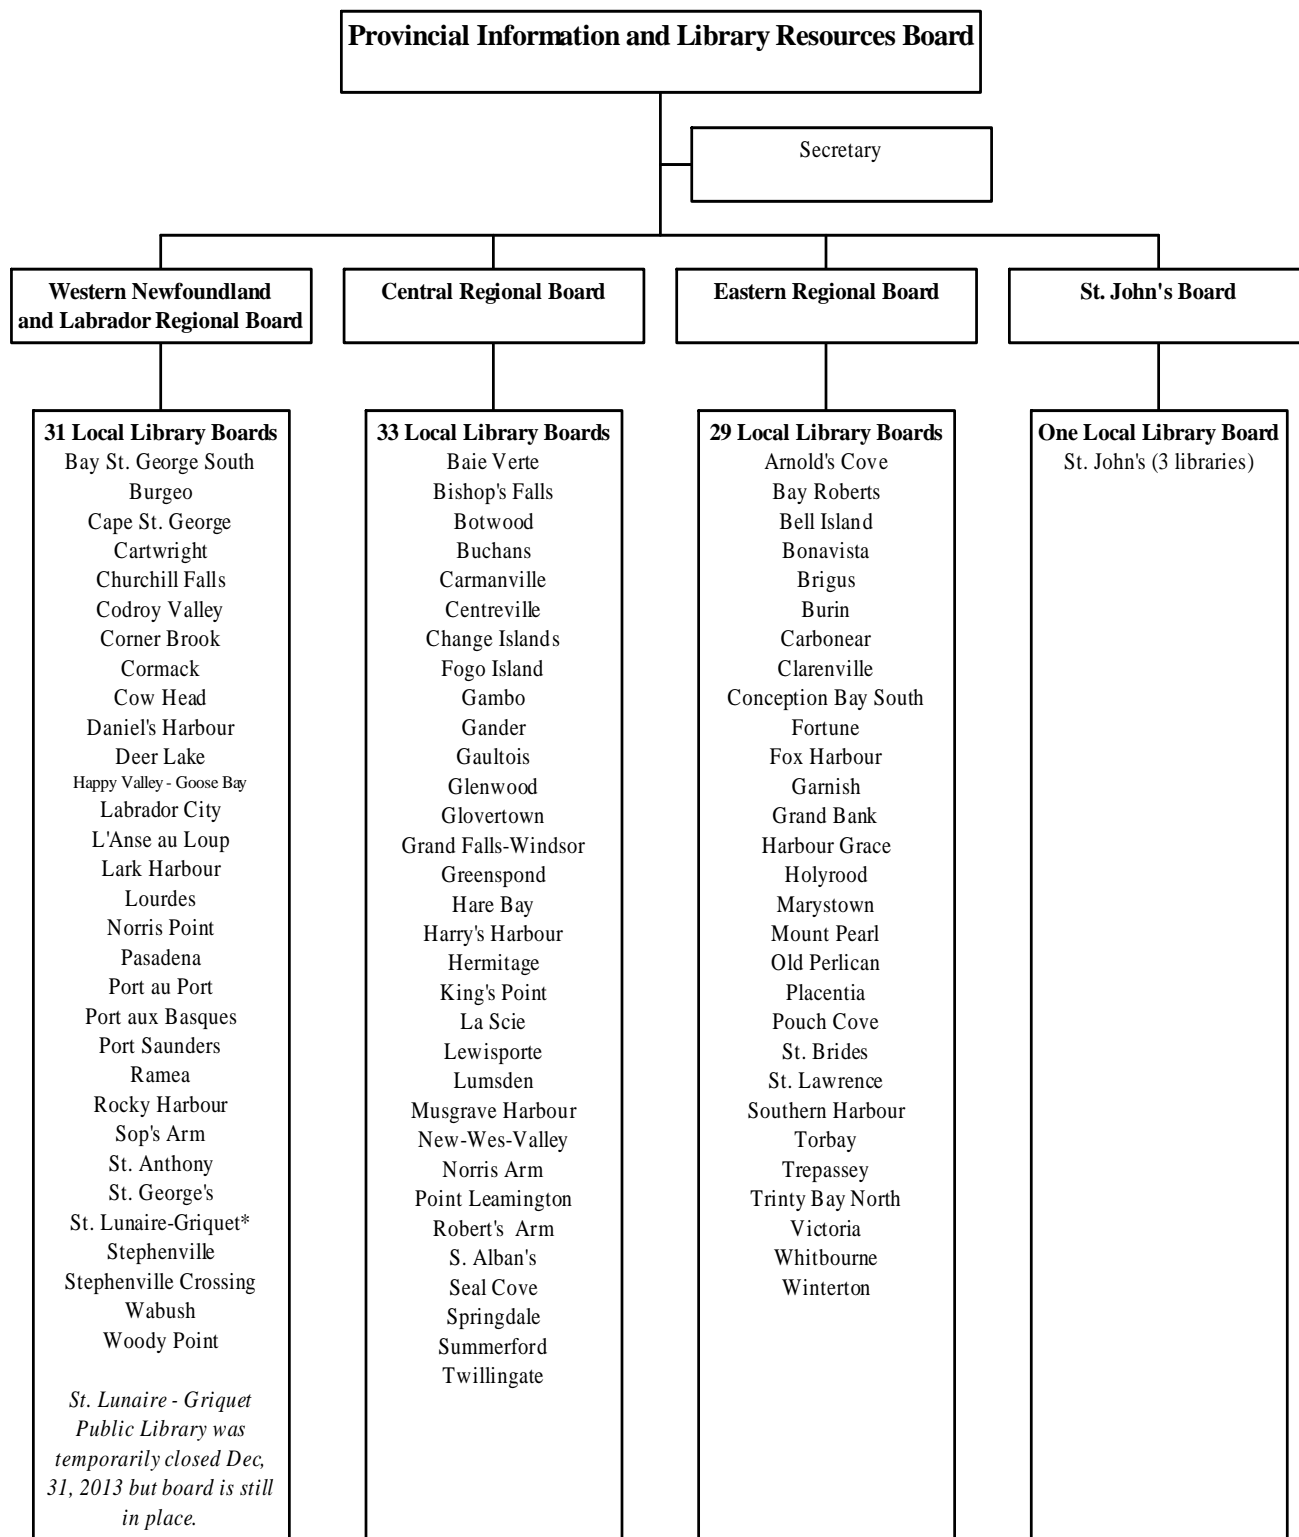 Provincial Information and Library Resources Board
Secretary
Western Newfoundland
and Labrador Regional Board
Central Regional Board
Eastern Regional Board
St. John's Board
31 Local Library Boards
Bay St. George South
Burgeo
Cape St. George
Cartwright
Churchill Falls
Codroy Valley
Corner Brook
Cormack
Cow Head
Daniel's Harbour
Deer Lake
Happy Valley - Goose Bay
Labrador City
L'Anse au Loup
Lark Harbour
Lourdes
Norris Point
Pasadena
Port au Port
Port aux Basques
Port Saunders
Ramea
Rocky Harbour
Sop's Arm
St. Anthony
St. George's
St. Lunaire-Griquet*
Stephenville
Stephenville Crossing
Wabush
Woody Point
St. Lunaire - Griquet
Public Library was
temporarily closed Dec,
31, 2013 but board is still
in place.
33 Local Library Boards
Baie Verte
Bishop's Falls
Botwood
Buchans
Carmanville
Centreville
Change Islands
Fogo Island
Gambo
Gander
Gaultois
Glenwood
Glovertown
Grand Falls-Windsor
Greenspond
Hare Bay
Harry's Harbour
Hermitage
King's Point
La Scie
Lewisporte
Lumsden
Musgrave Harbour
New-Wes-Valley
Norris Arm
Point Leamington
Robert's Arm
S. Alban's
Seal Cove
Springdale
Summerford
Twillingate
29 Local Library Boards
Arnold's Cove
Bay Roberts
Bell Island
Bonavista
Brigus
Burin
Carbonear
Clarenville
Conception Bay South
Fortune
Fox Harbour
Garnish
Grand Bank
Harbour Grace
Holyrood
Marystown
Mount Pearl
Old Perlican
Placentia
Pouch Cove
St. Brides
St. Lawrence
Southern Harbour
Torbay
Trepassey
Trinty Bay North
Victoria
Whitbourne
Winterton
One Local Library Board
St. John's (3 libraries)